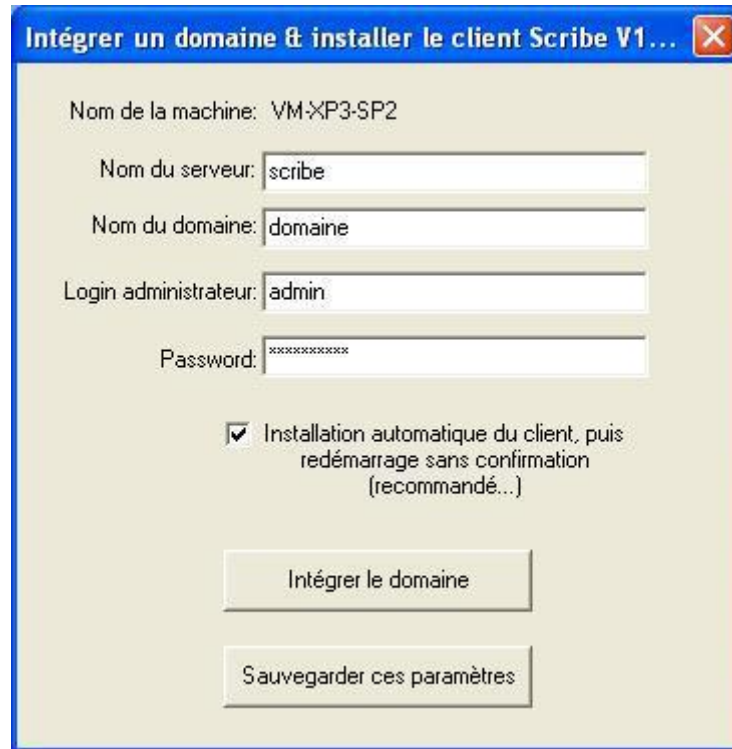 Intégrer un domaine & installer le client Scribe V1...
Nom de la machine: VM-XP3-SP2
Nom du serveur: scribe
Nom du domaine: domaine
Login administrateur: admin
Password: **********
Installation automatique du client, puis
redémarrage sans confirmation
(recommandé...)
Intégrer le domaine
Sauvegarder ces paramètres